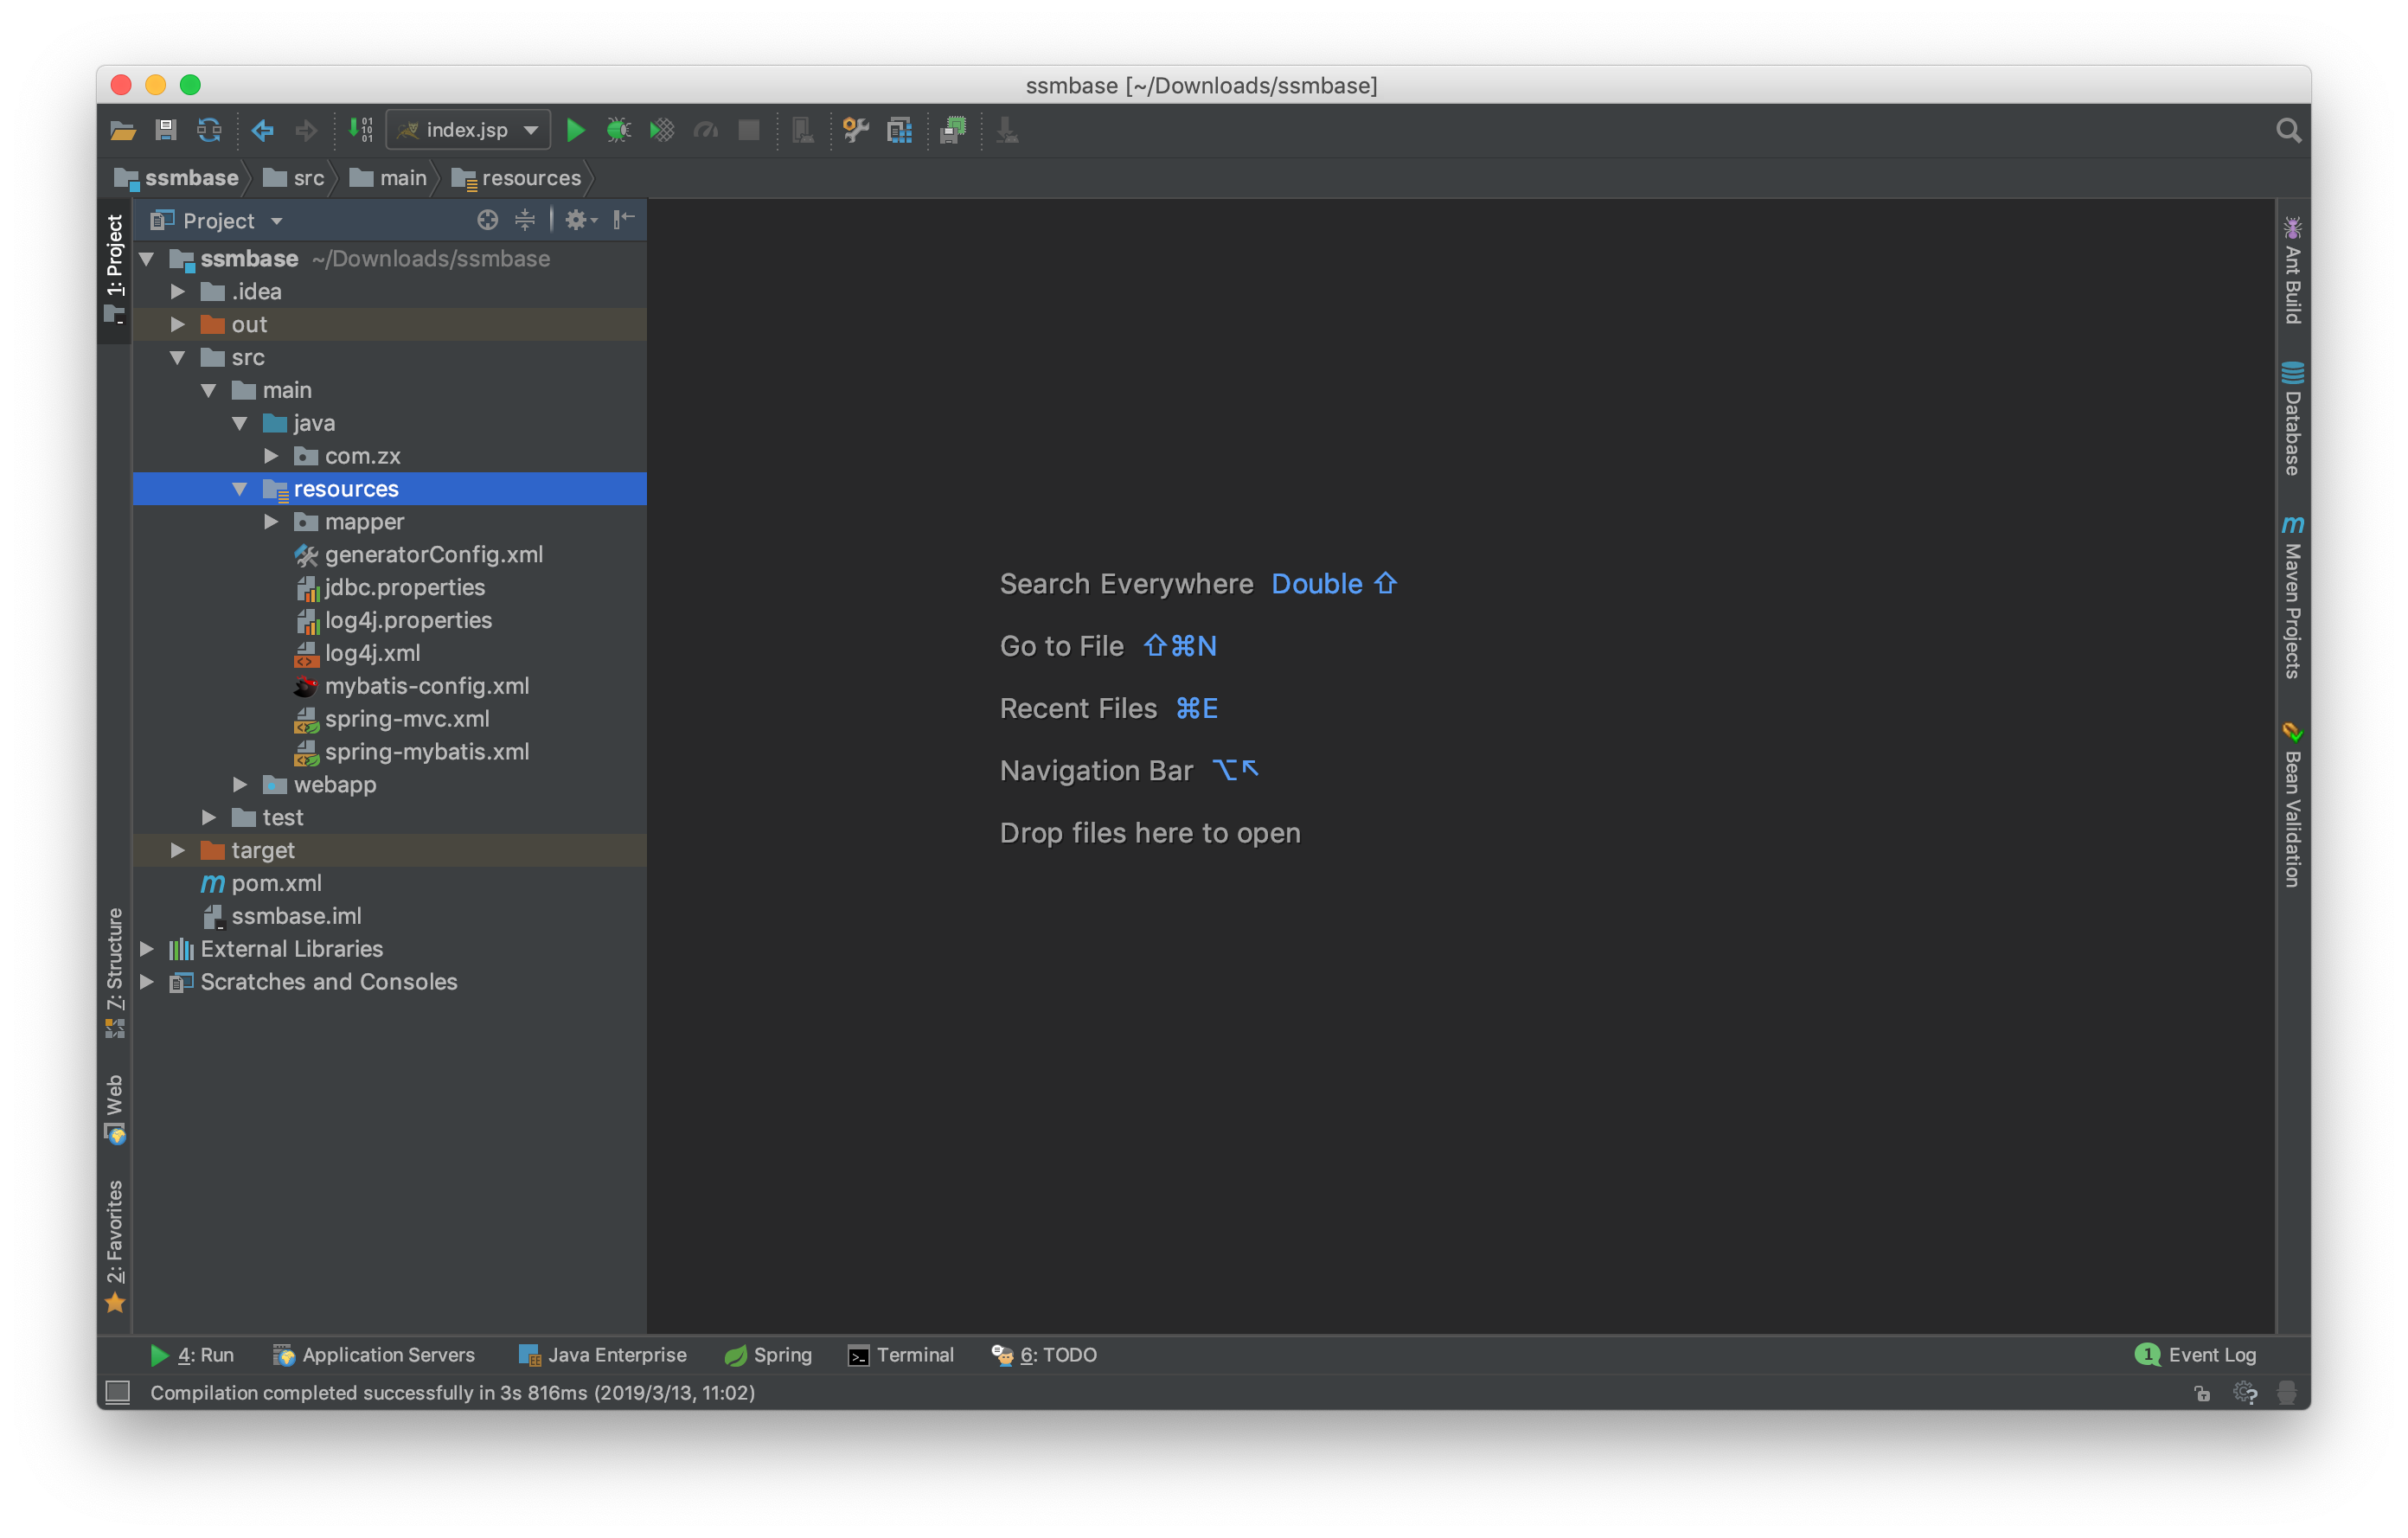 ssmbase [~/Downloads/ssmbase]
index.jsp
ssmbase src main resources
1: Project
Project
ssmbase ~/Downloads/ssmbase
.idea
out
src
main
java
com.zx
resources
mapper
generatorConfig.xml
jdbc.properties
log4j.properties
log4j.xml
mybatis-config.xml
spring-mvc.xml
spring-mybatis.xml
webapp
test
target
pom.xml
ssmbase.iml
External Libraries
Scratches and Consoles
7: Structure
Web
2: Favorites
Search Everywhere Double ⇧
Go to File ⇧⌘N
Recent Files ⌘E
Navigation Bar ⌥↖
Drop files here to open
Ant Build
Database
Maven Projects
Bean Validation
4: Run Application Servers Java Enterprise Spring Terminal 6: TODO 1 Event Log
Compilation completed successfully in 3s 816ms (2019/3/13, 11:02)